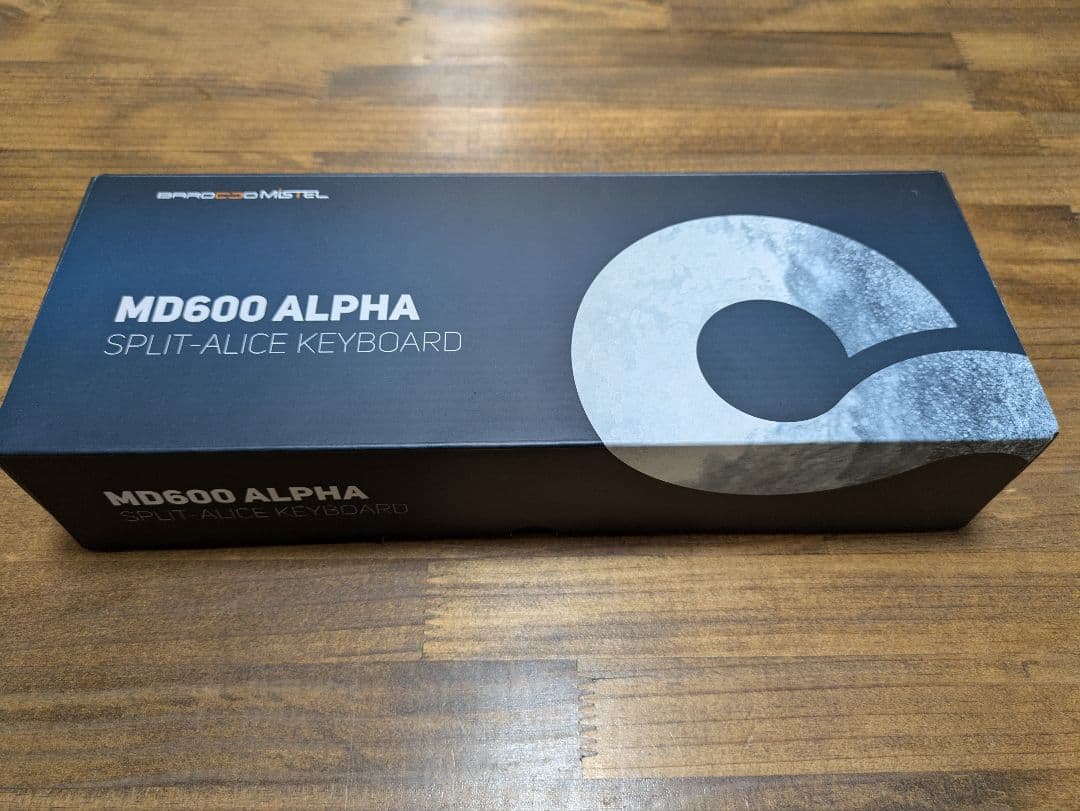 BAROCCO MiSTEL
MD600 ALPHA
SPLIT-ALICE KEYBOARD
MD600 ALPHA
SPLIT-ALICE KEYBOARD